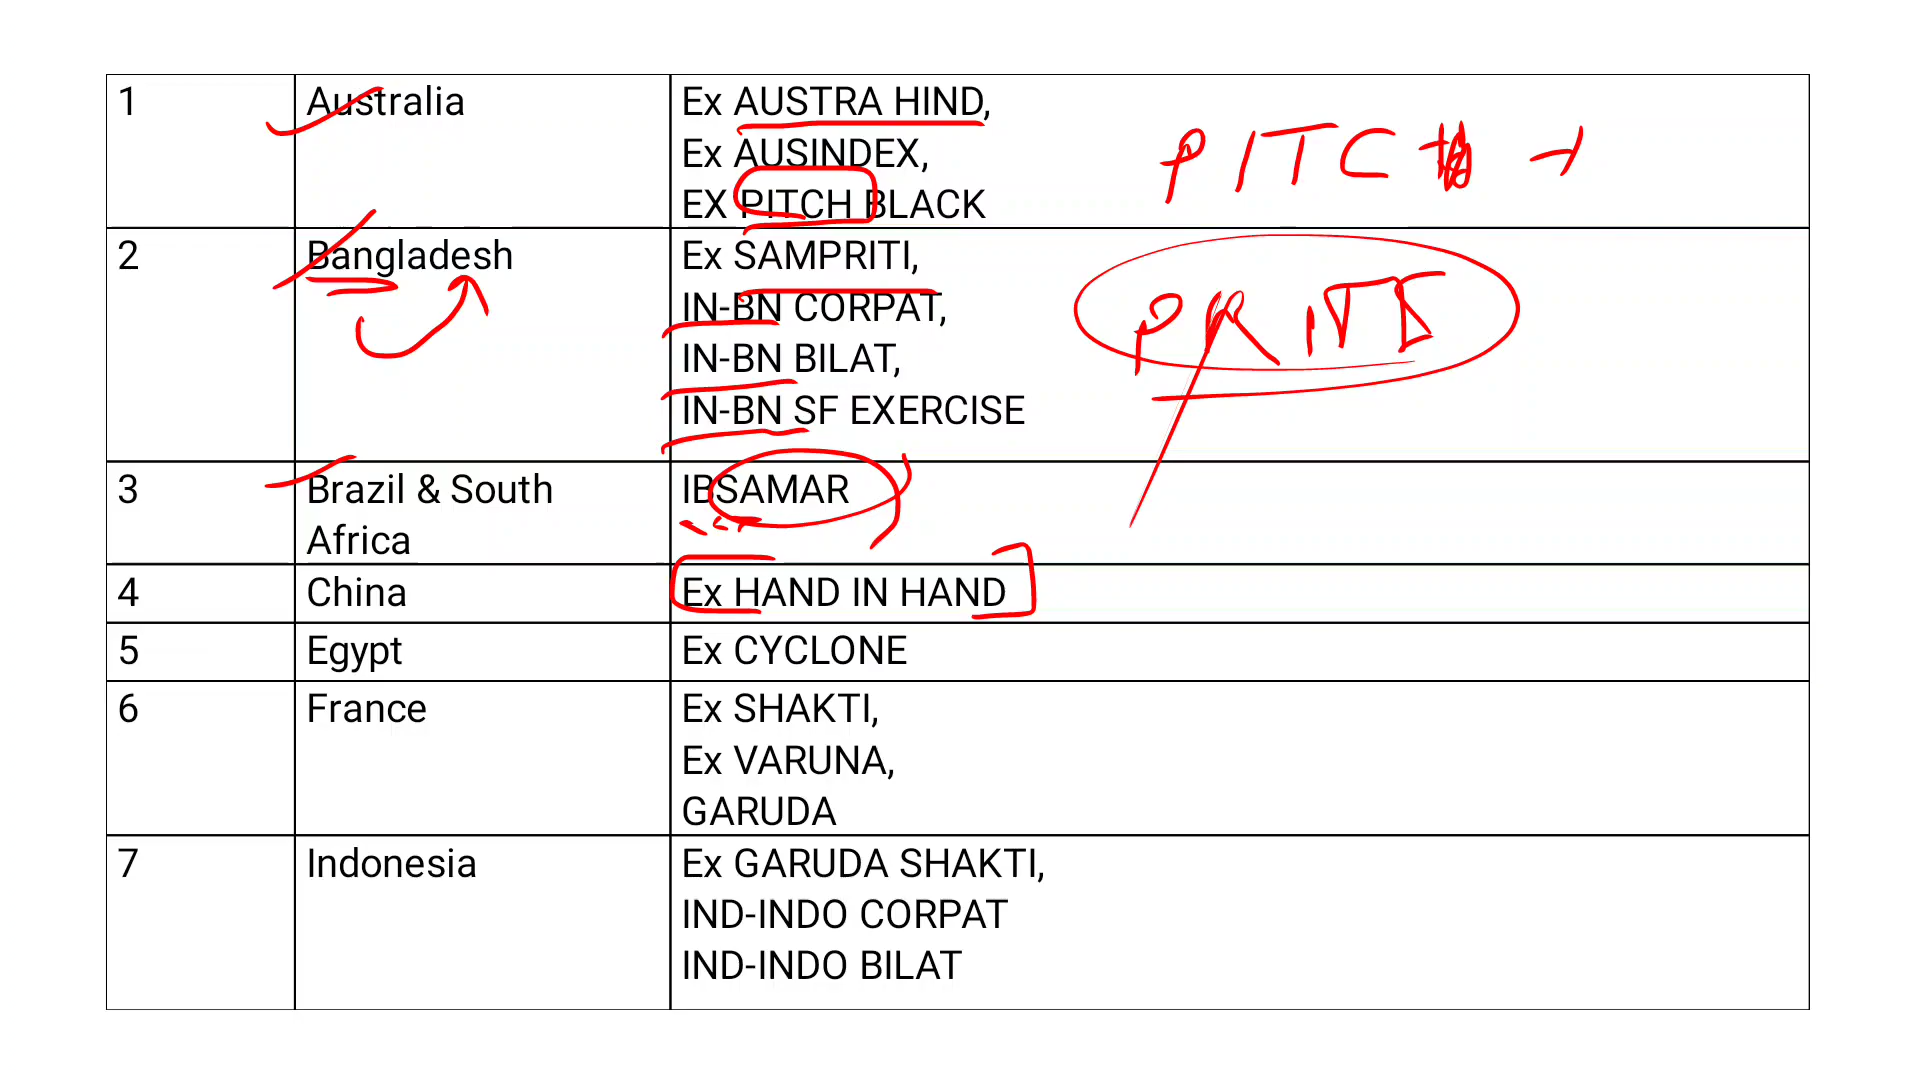 1 Australia Ex AUSTRA HIND,
Ex AUSINDEX,
EX PITCH BLACK
PITCH
2 Bangladesh Ex SAMPRITI,
IN-BN CORPAT,
IN-BN BILAT,
IN-BN SF EXERCISE
3 Brazil & South IBSAMAR
Africa
4 China Ex HAND IN HAND
5 Egypt Ex CYCLONE
6 France Ex SHAKTI,
Ex VARUNA,
GARUDA
7 Indonesia Ex GARUDA SHAKTI,
IND-INDO CORPAT
IND-INDO BILAT